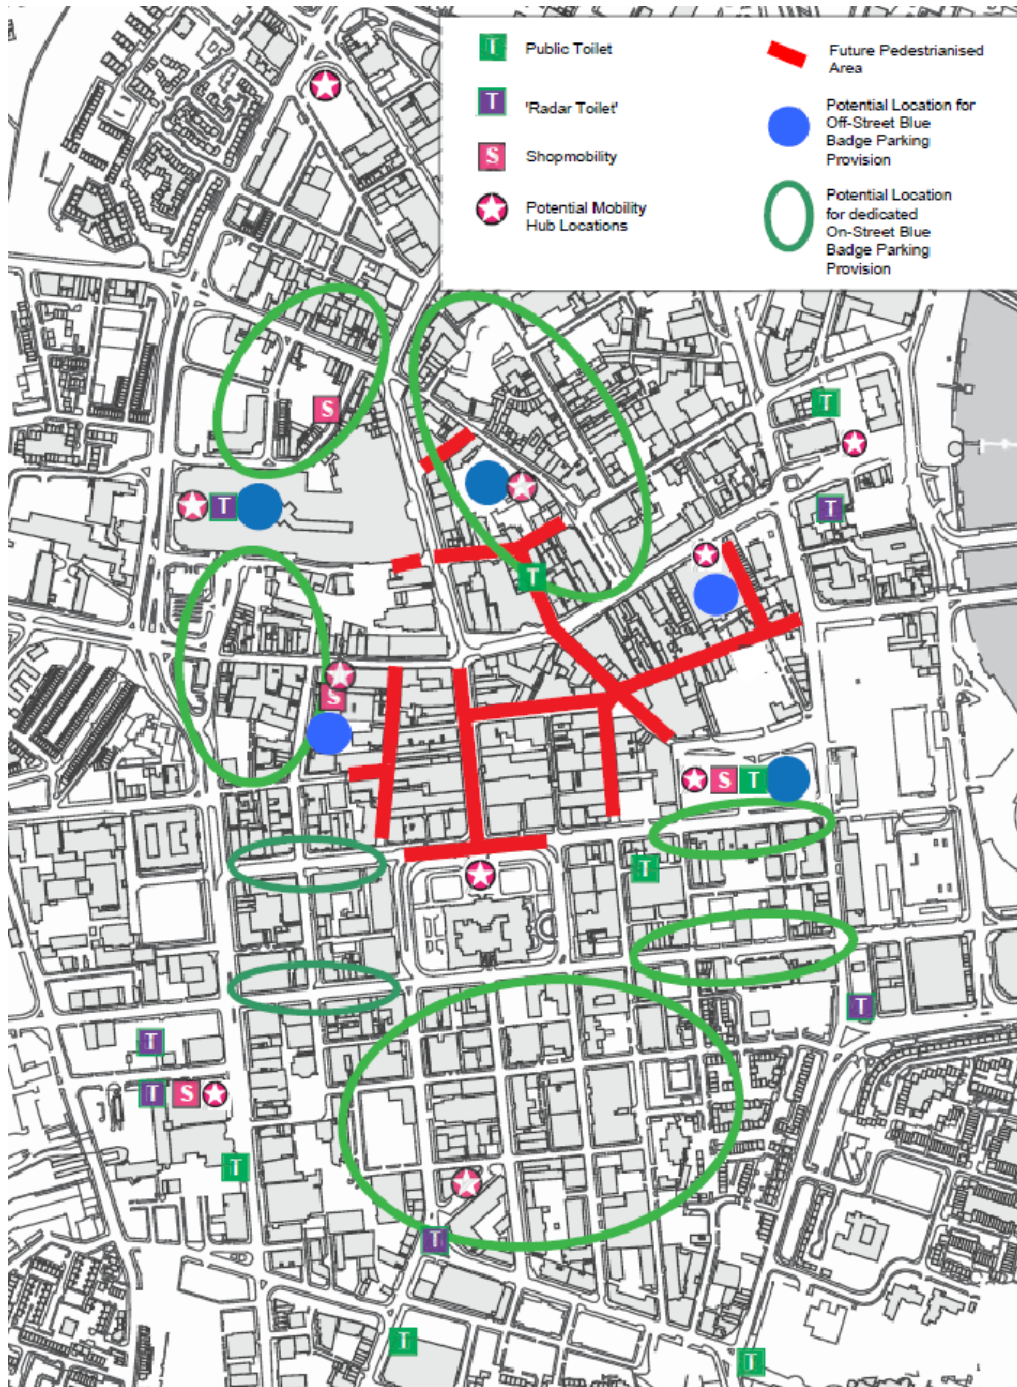 T
Public Toilet
T
'Radar Toilet'
S
Shopmobility
Potential Mobility
Hub Locations
Future Pedestrianised
Area
Potential Location for
Off-Street Blue
Badge Parking
Provision
Potential Location
for dedicated
On-Street Blue
Badge Parking
Provision
T
S
T
T
T
S
S
T
T
T
T
T
S
T
T
T
T